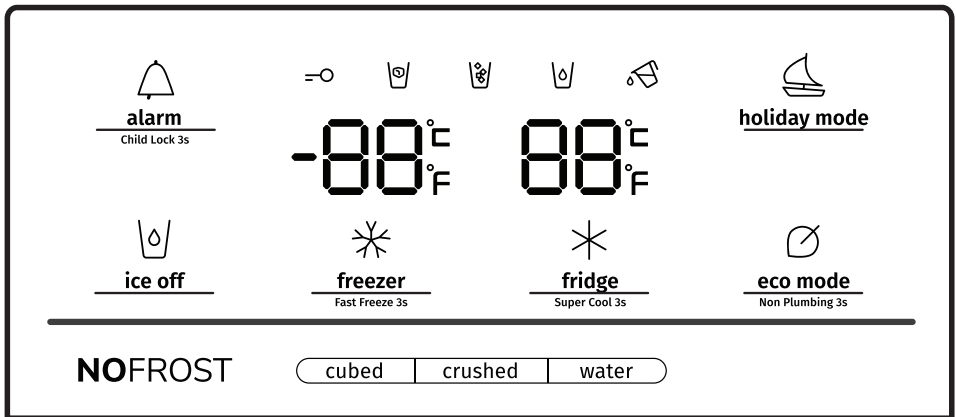 alarm
Child Lock 3s
-88 °C °F
88 °C °F
holiday mode
ice off
freezer
Fast Freeze 3s
fridge
Super Cool 3s
eco mode
Non Plumbing 3s
NOFROST
cubed
crushed
water